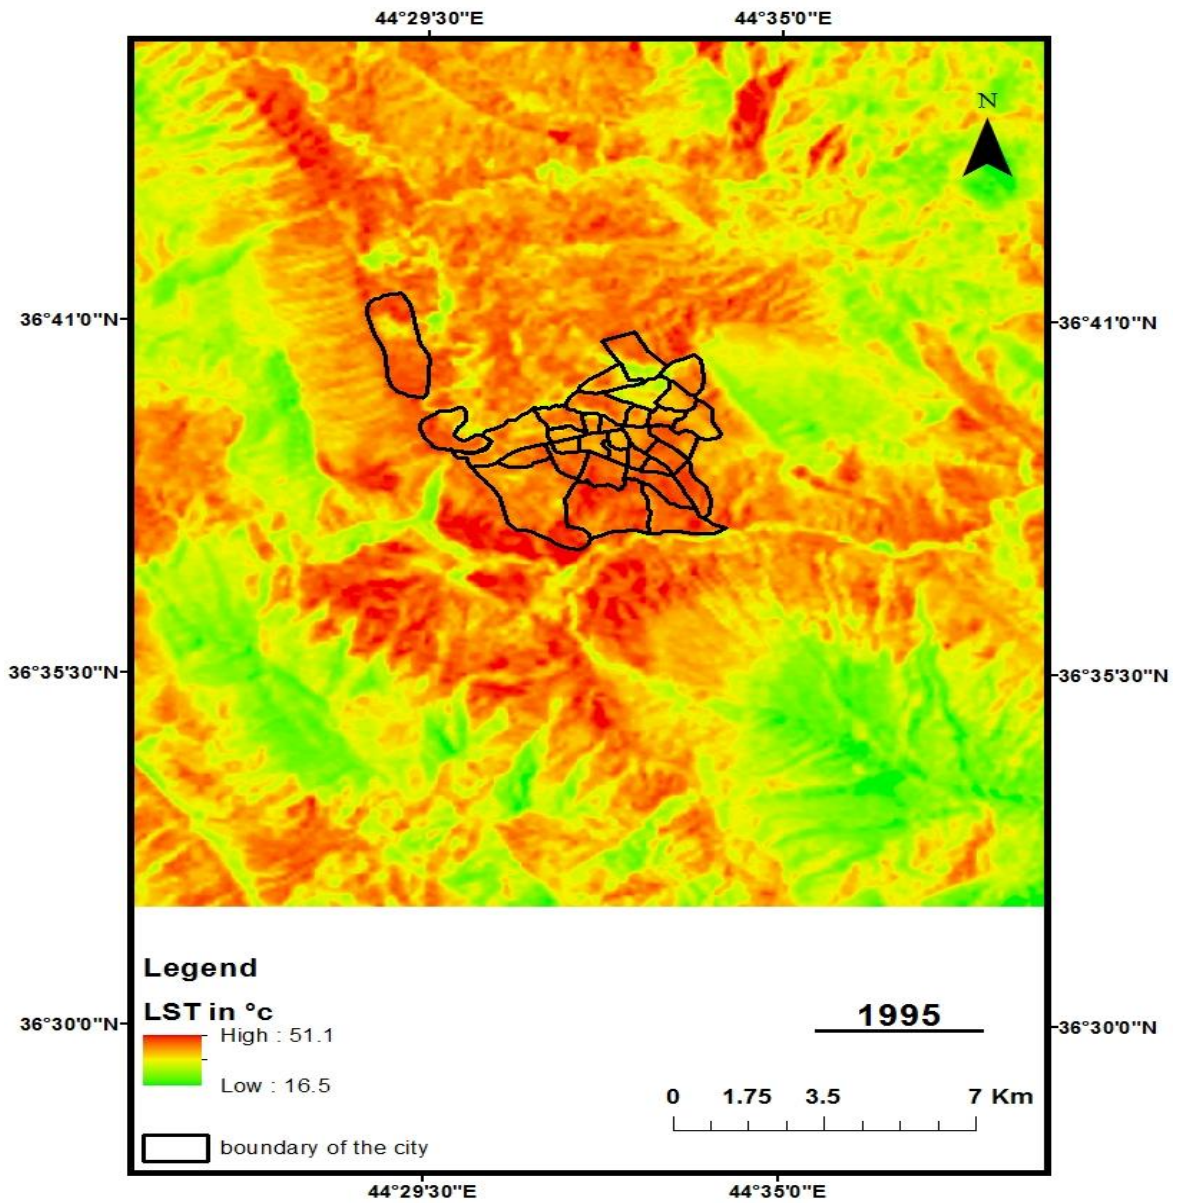 44°29'30"E 44°35'0"E
N
36°41'0"N 36°41'0"N
36°35'30"N 36°35'30"N
Legend
LST in °c
High : 51.1
Low : 16.5
1995
36°30'0"N 36°30'0"N
0 1.75 3.5 7 Km
boundary of the city
44°29'30"E 44°35'0"E